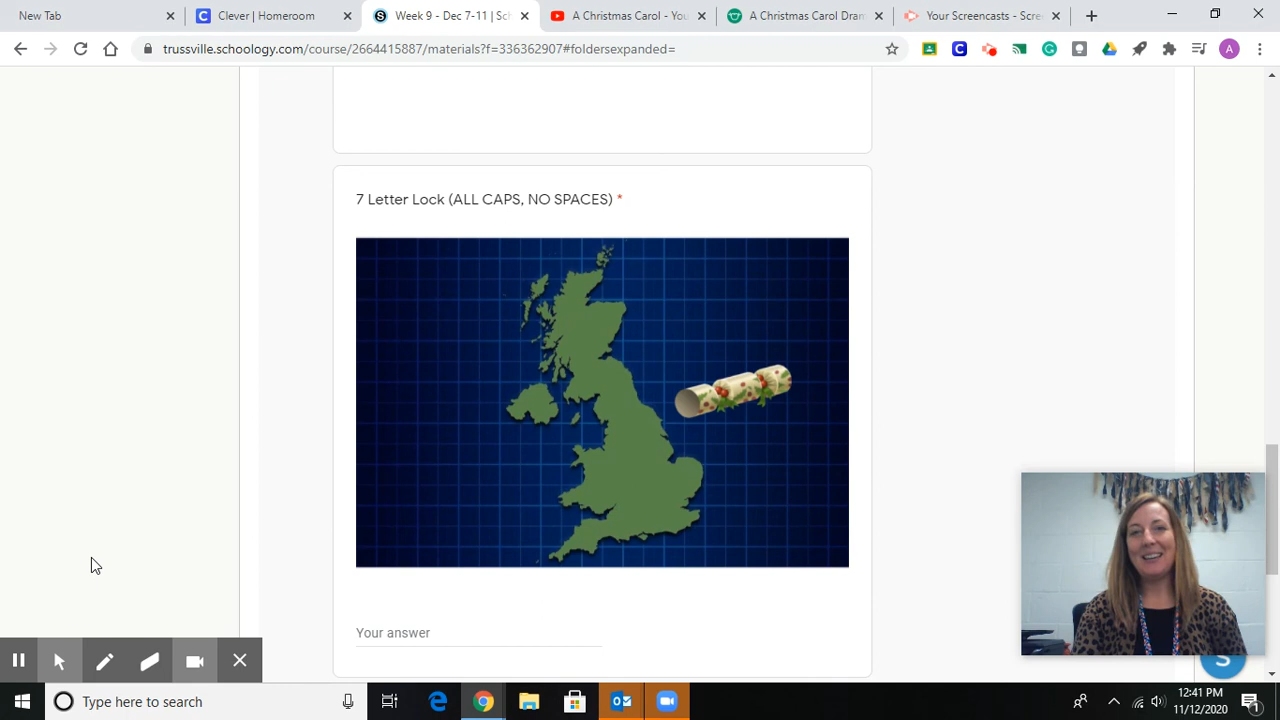 New Tab
Clever | Homeroom
Week 9 - Dec 7-11 | Sch
A Christmas Carol - You
A Christmas Carol Dram
Your Screencasts - Scre
trussville.schoology.com/course/2664415887/materials?f=336362907#foldersexpanded=
A
7 Letter Lock (ALL CAPS, NO SPACES) *
Your answer
Type here to search
12:41 PM
11/12/2020